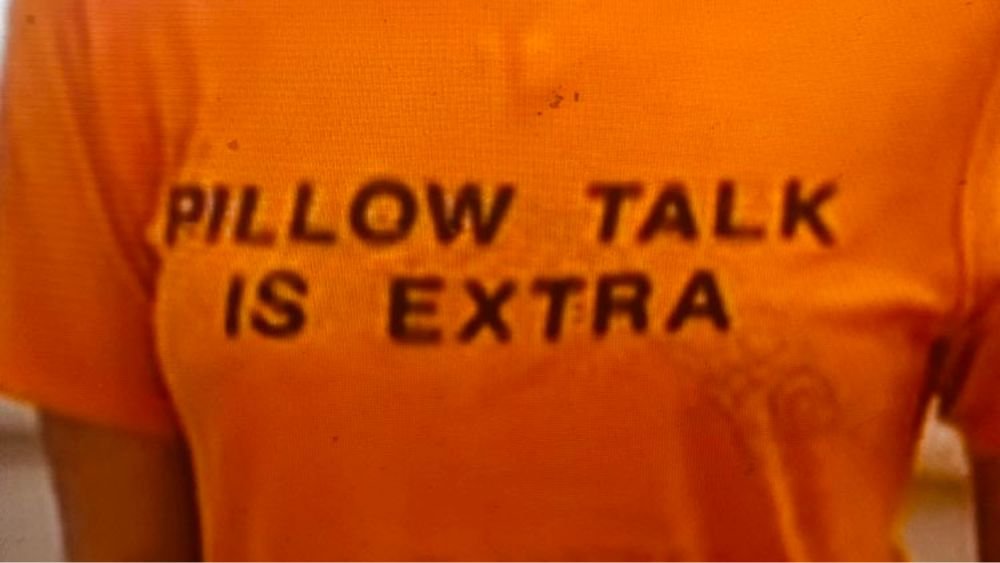 PILLOW TALK
IS EXTRA